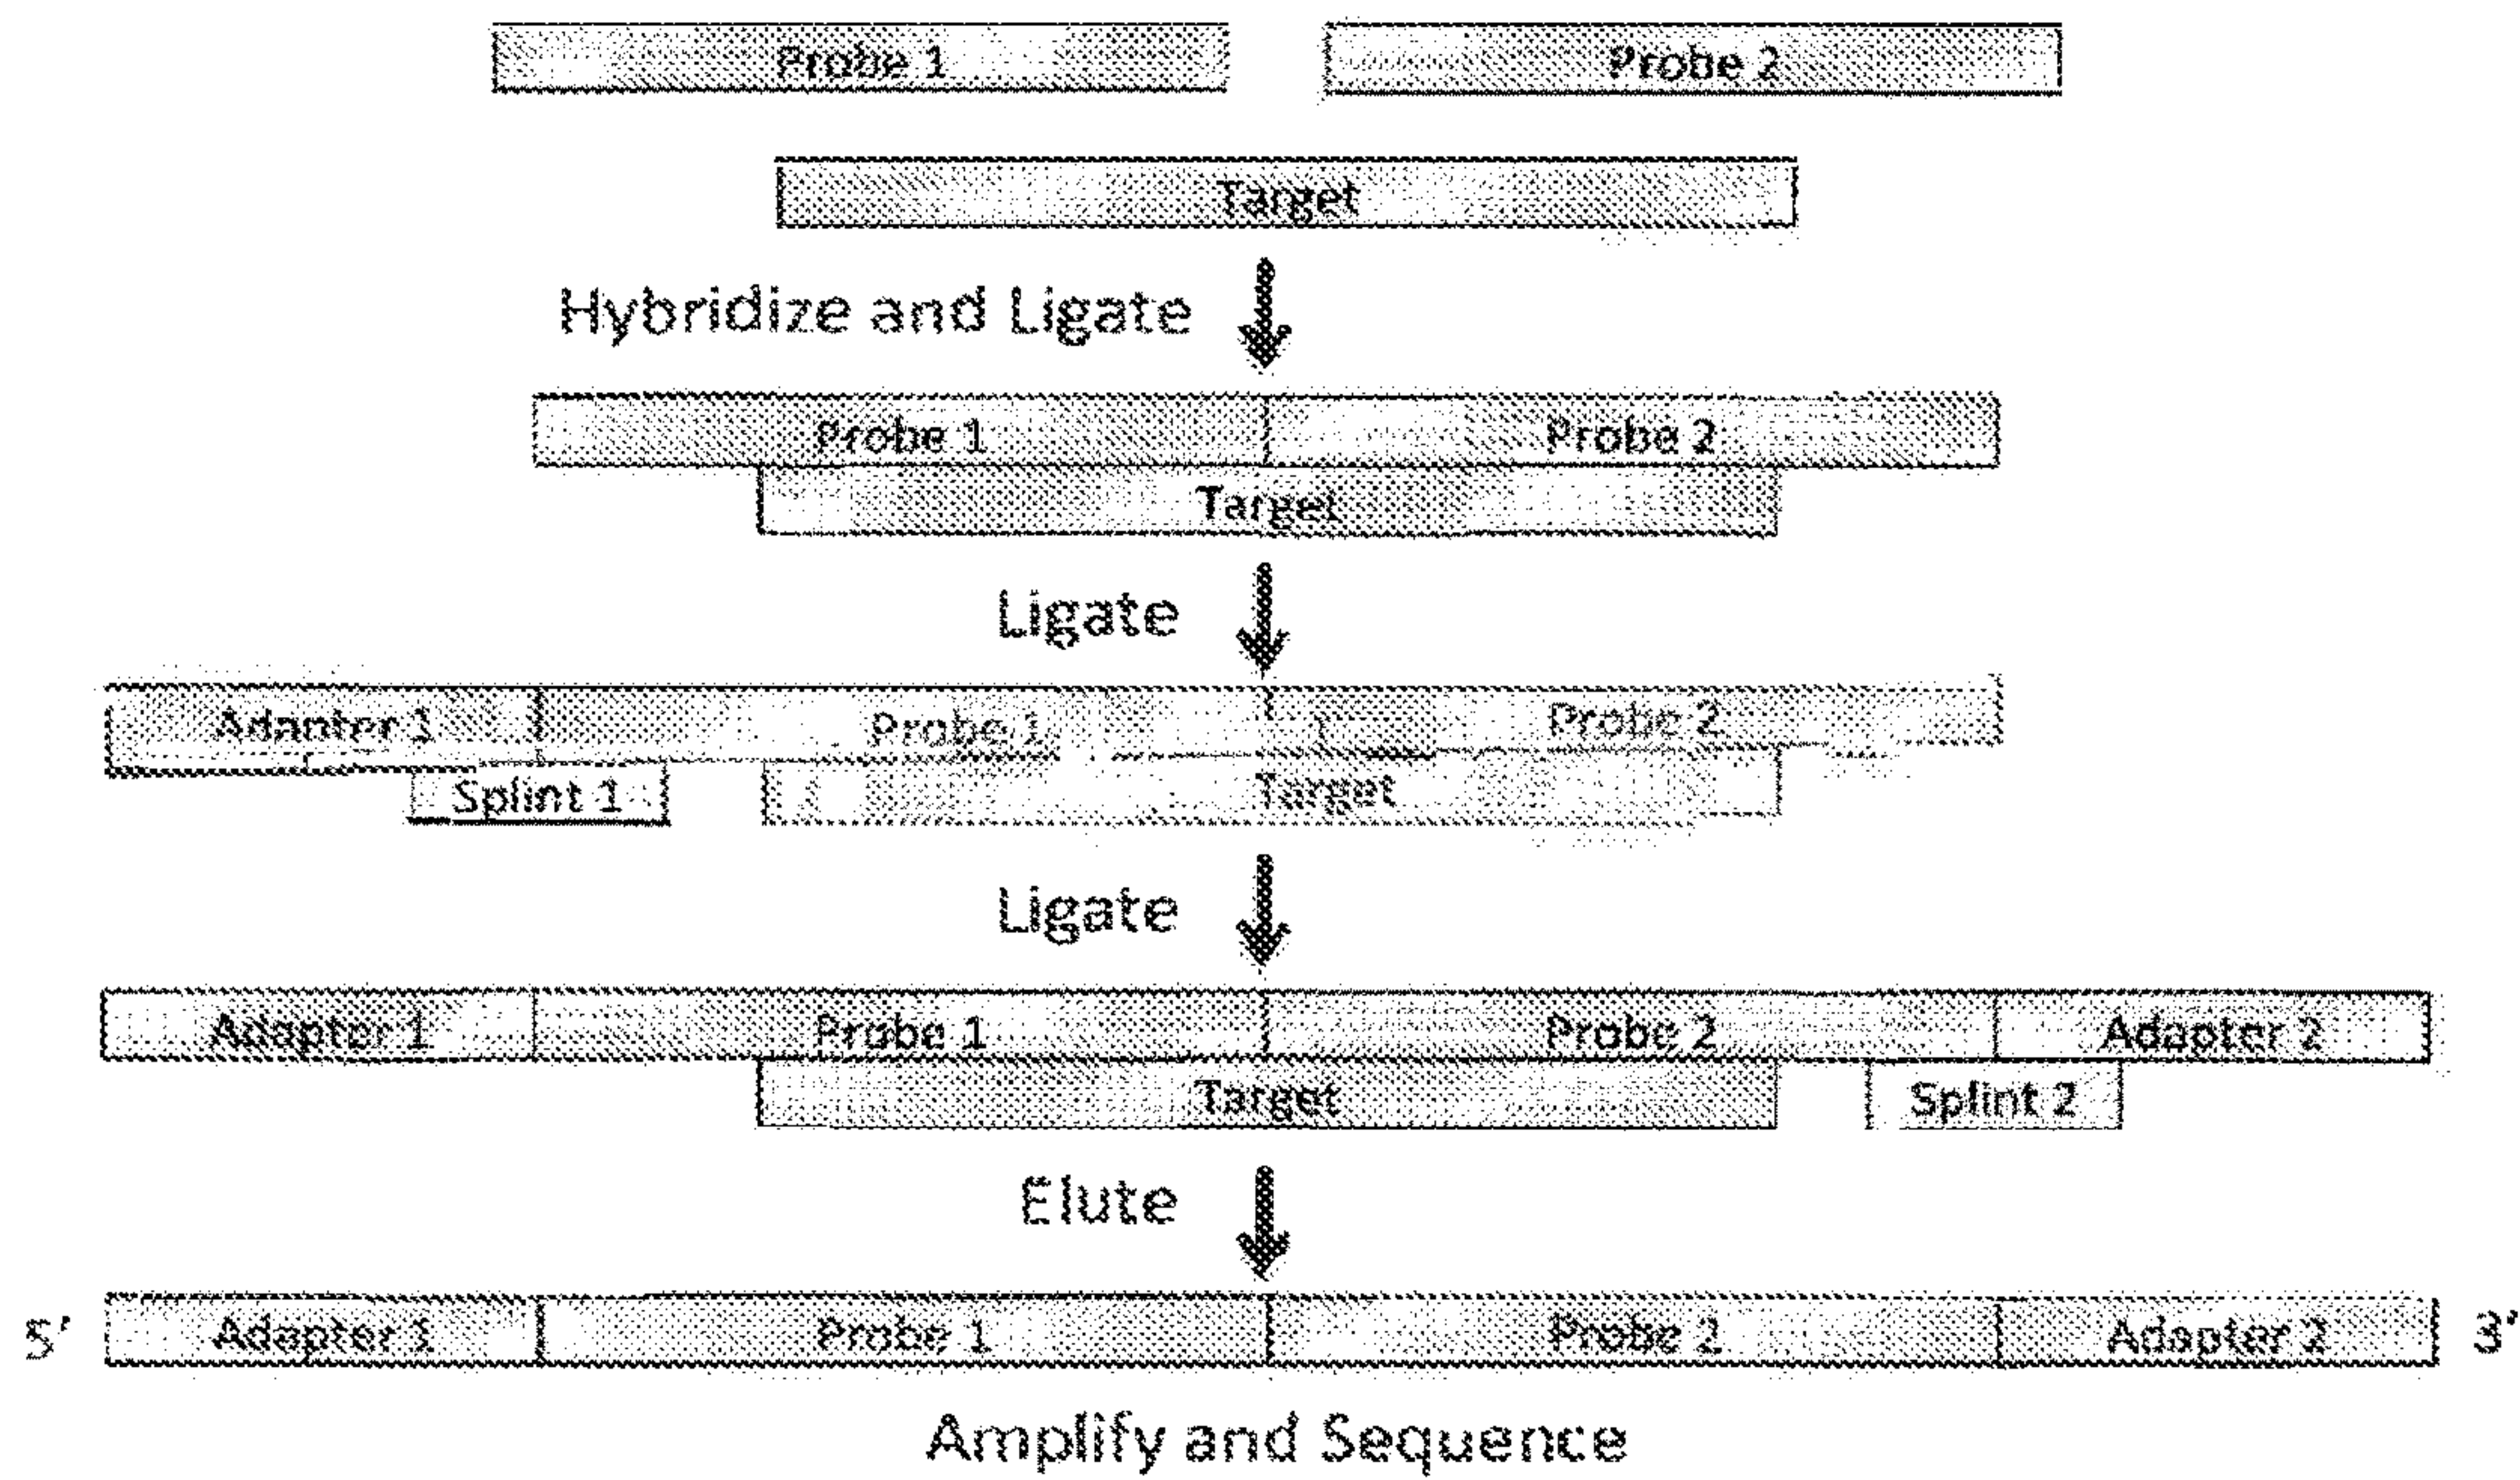 Probe 1 Probe 2
Target
Hybridize and Ligate
Probe 1 Probe 2
Target
Ligate
Adapter 1 Probe 1 Probe 2
Splint 1 Target
Ligate
Adapter 1 Probe 1 Probe 2 Adapter 2
Target Splint 2
Elute
5' Adapter 1 Probe 1 Probe 2 Adapter 2 3'
Amplify and Sequence